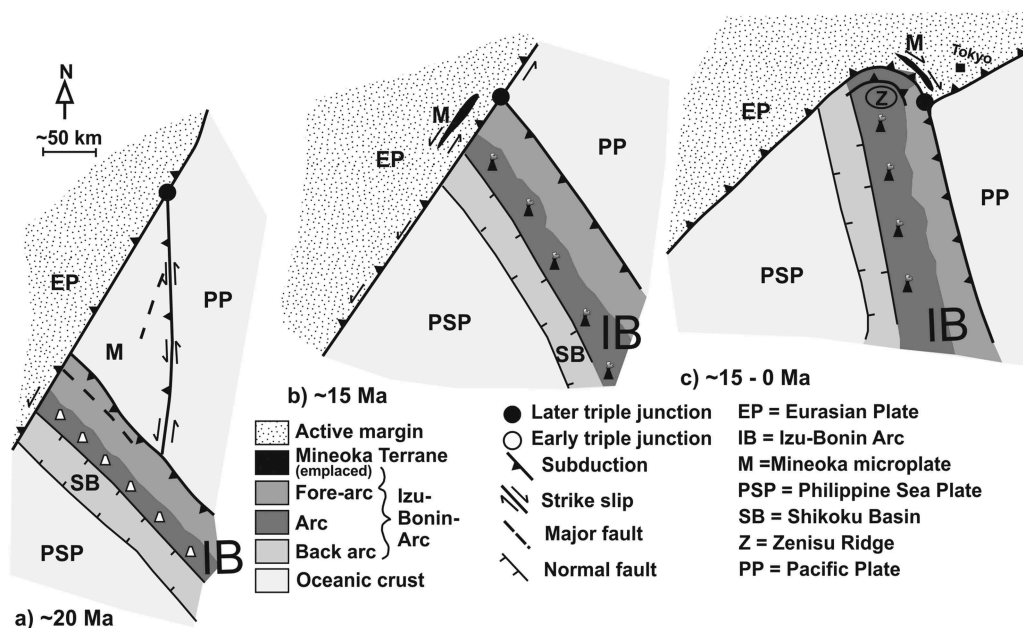 N
~50 km
EP
M
PP
SB
IB
PSP
a) ~20 Ma
M
EP
PP
PSP
SB
IB
b) ~15 Ma
M
Tokyo
Z
EP
PP
PSP
IB
c) ~15 - 0 Ma
Active margin
Mineoka Terrane
(emplaced)
Fore-arc
Arc
Back arc
Izu-
Bonin-
Arc
Oceanic crust
Later triple junction
Early triple junction
Subduction
Strike slip
Major fault
Normal fault
EP = Eurasian Plate
IB = Izu-Bonin Arc
M =Mineoka microplate
PSP = Philippine Sea Plate
SB = Shikoku Basin
Z = Zenisu Ridge
PP = Pacific Plate